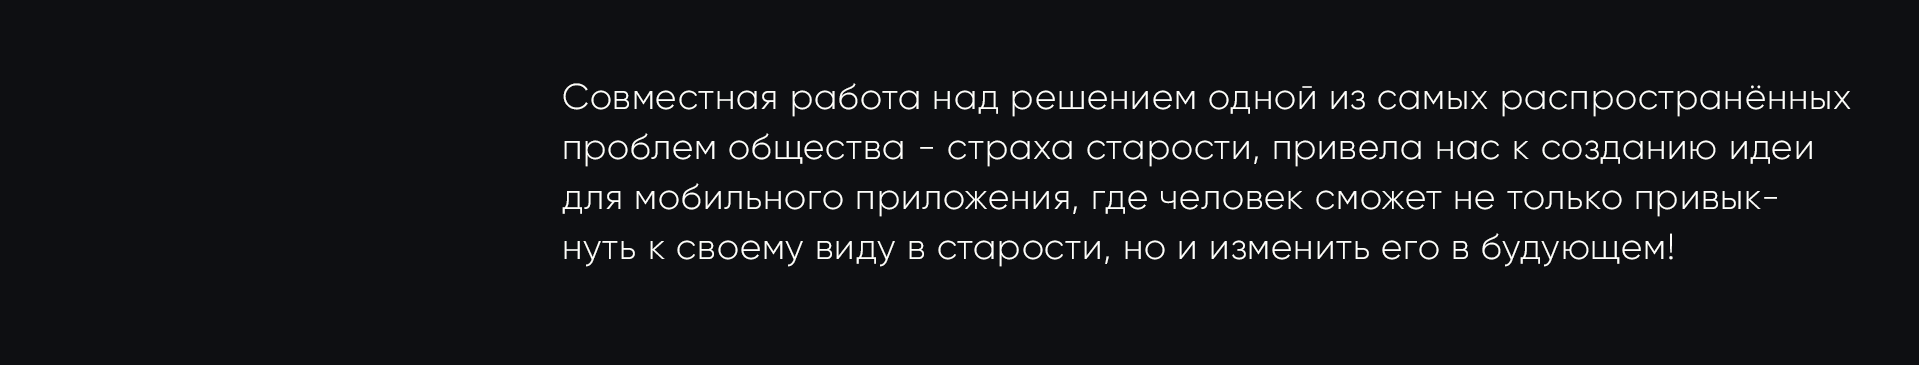 Совместная работа над решением одной из самых распространённых
проблем общества - страха старости, привела нас к созданию идеи
для мобильного приложения, где человек сможет не только привык-
нуть к своему виду в старости, но и изменить его в будующем!